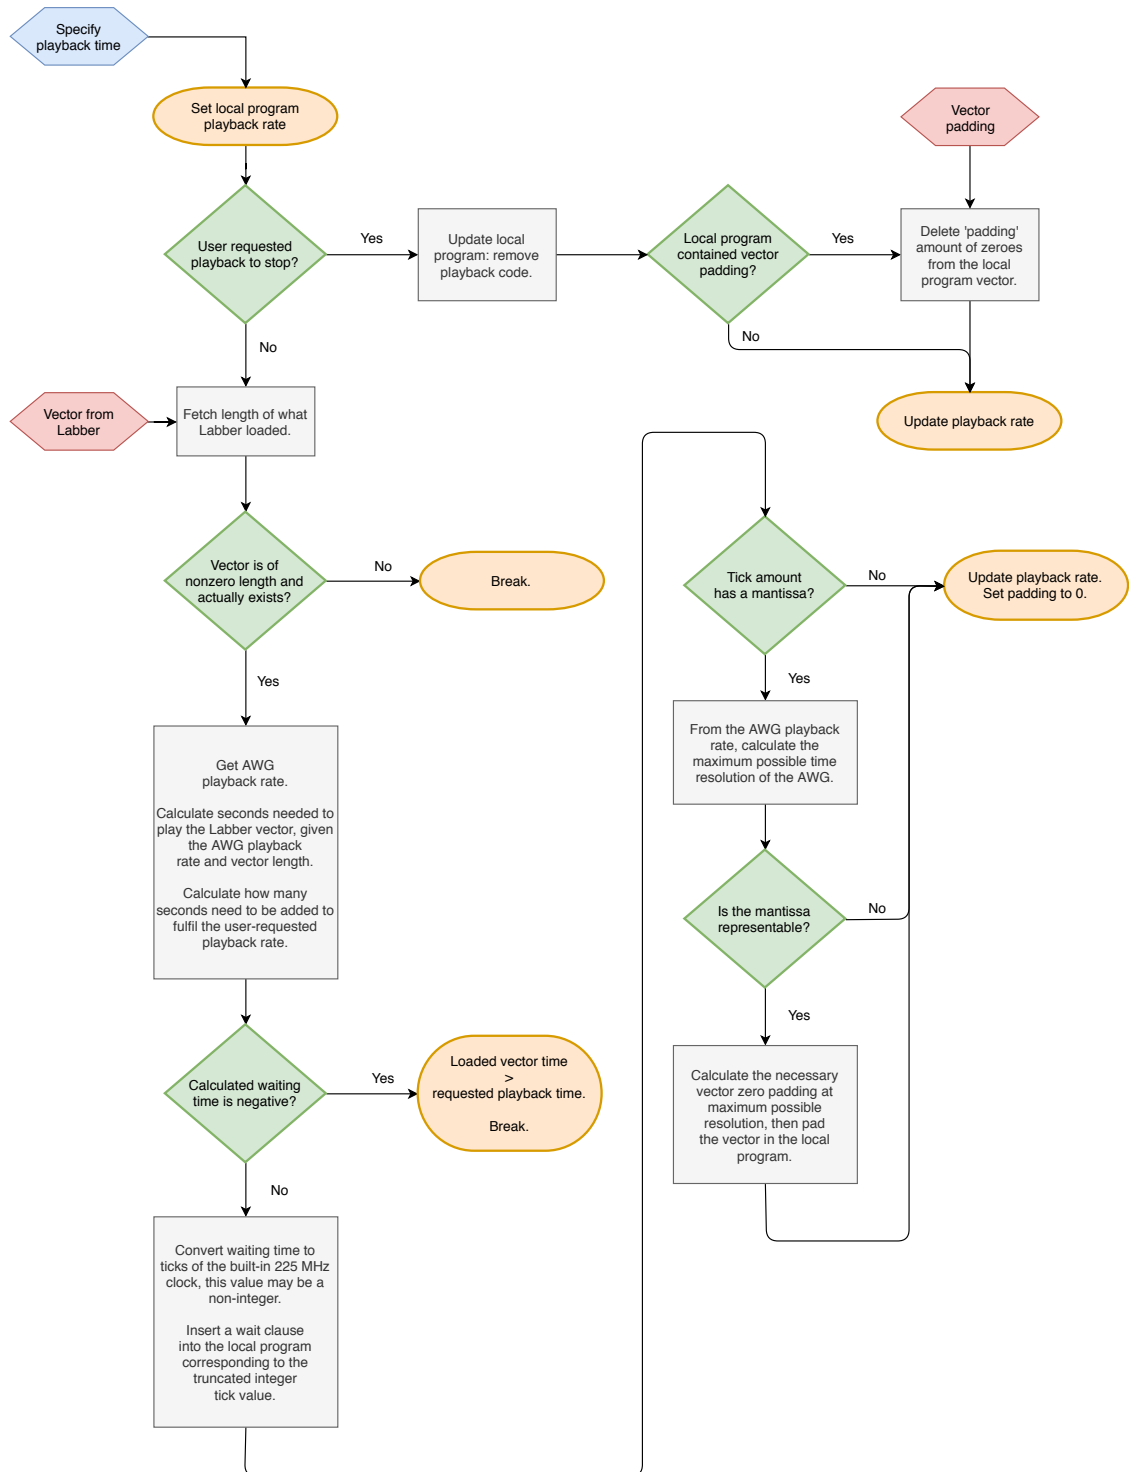 Specify
playback time
Set local program
playback rate
User requested
playback to stop?
Yes
Update local
program: remove
playback code.
Local program
contained vector
padding?
Yes
Vector
padding
Delete 'padding'
amount of zeroes
from the local
program vector.
No
Update playback rate
No
Vector from
Labber
Fetch length of what
Labber loaded.
Vector is of
nonzero length and
actually exists?
No
Break.
Yes
Get AWG
playback rate.
Calculate seconds needed to
play the Labber vector, given
the AWG playback
rate and vector length.
Calculate how many
seconds need to be added to
fulfil the user-requested
playback rate.
Calculated waiting
time is negative?
Yes
Loaded vector time
>
requested playback time.
Break.
No
Convert waiting time to
ticks of the built-in 225 MHz
clock, this value may be a
non-integer.
Insert a wait clause
into the local program
corresponding to the
truncated integer
tick value.
Tick amount
has a mantissa?
No
Update playback rate.
Set padding to 0.
Yes
From the AWG playback
rate, calculate the
maximum possible time
resolution of the AWG.
Is the mantissa
representable?
No
Yes
Calculate the necessary
vector zero padding at
maximum possible
resolution, then pad
the vector in the local
program.